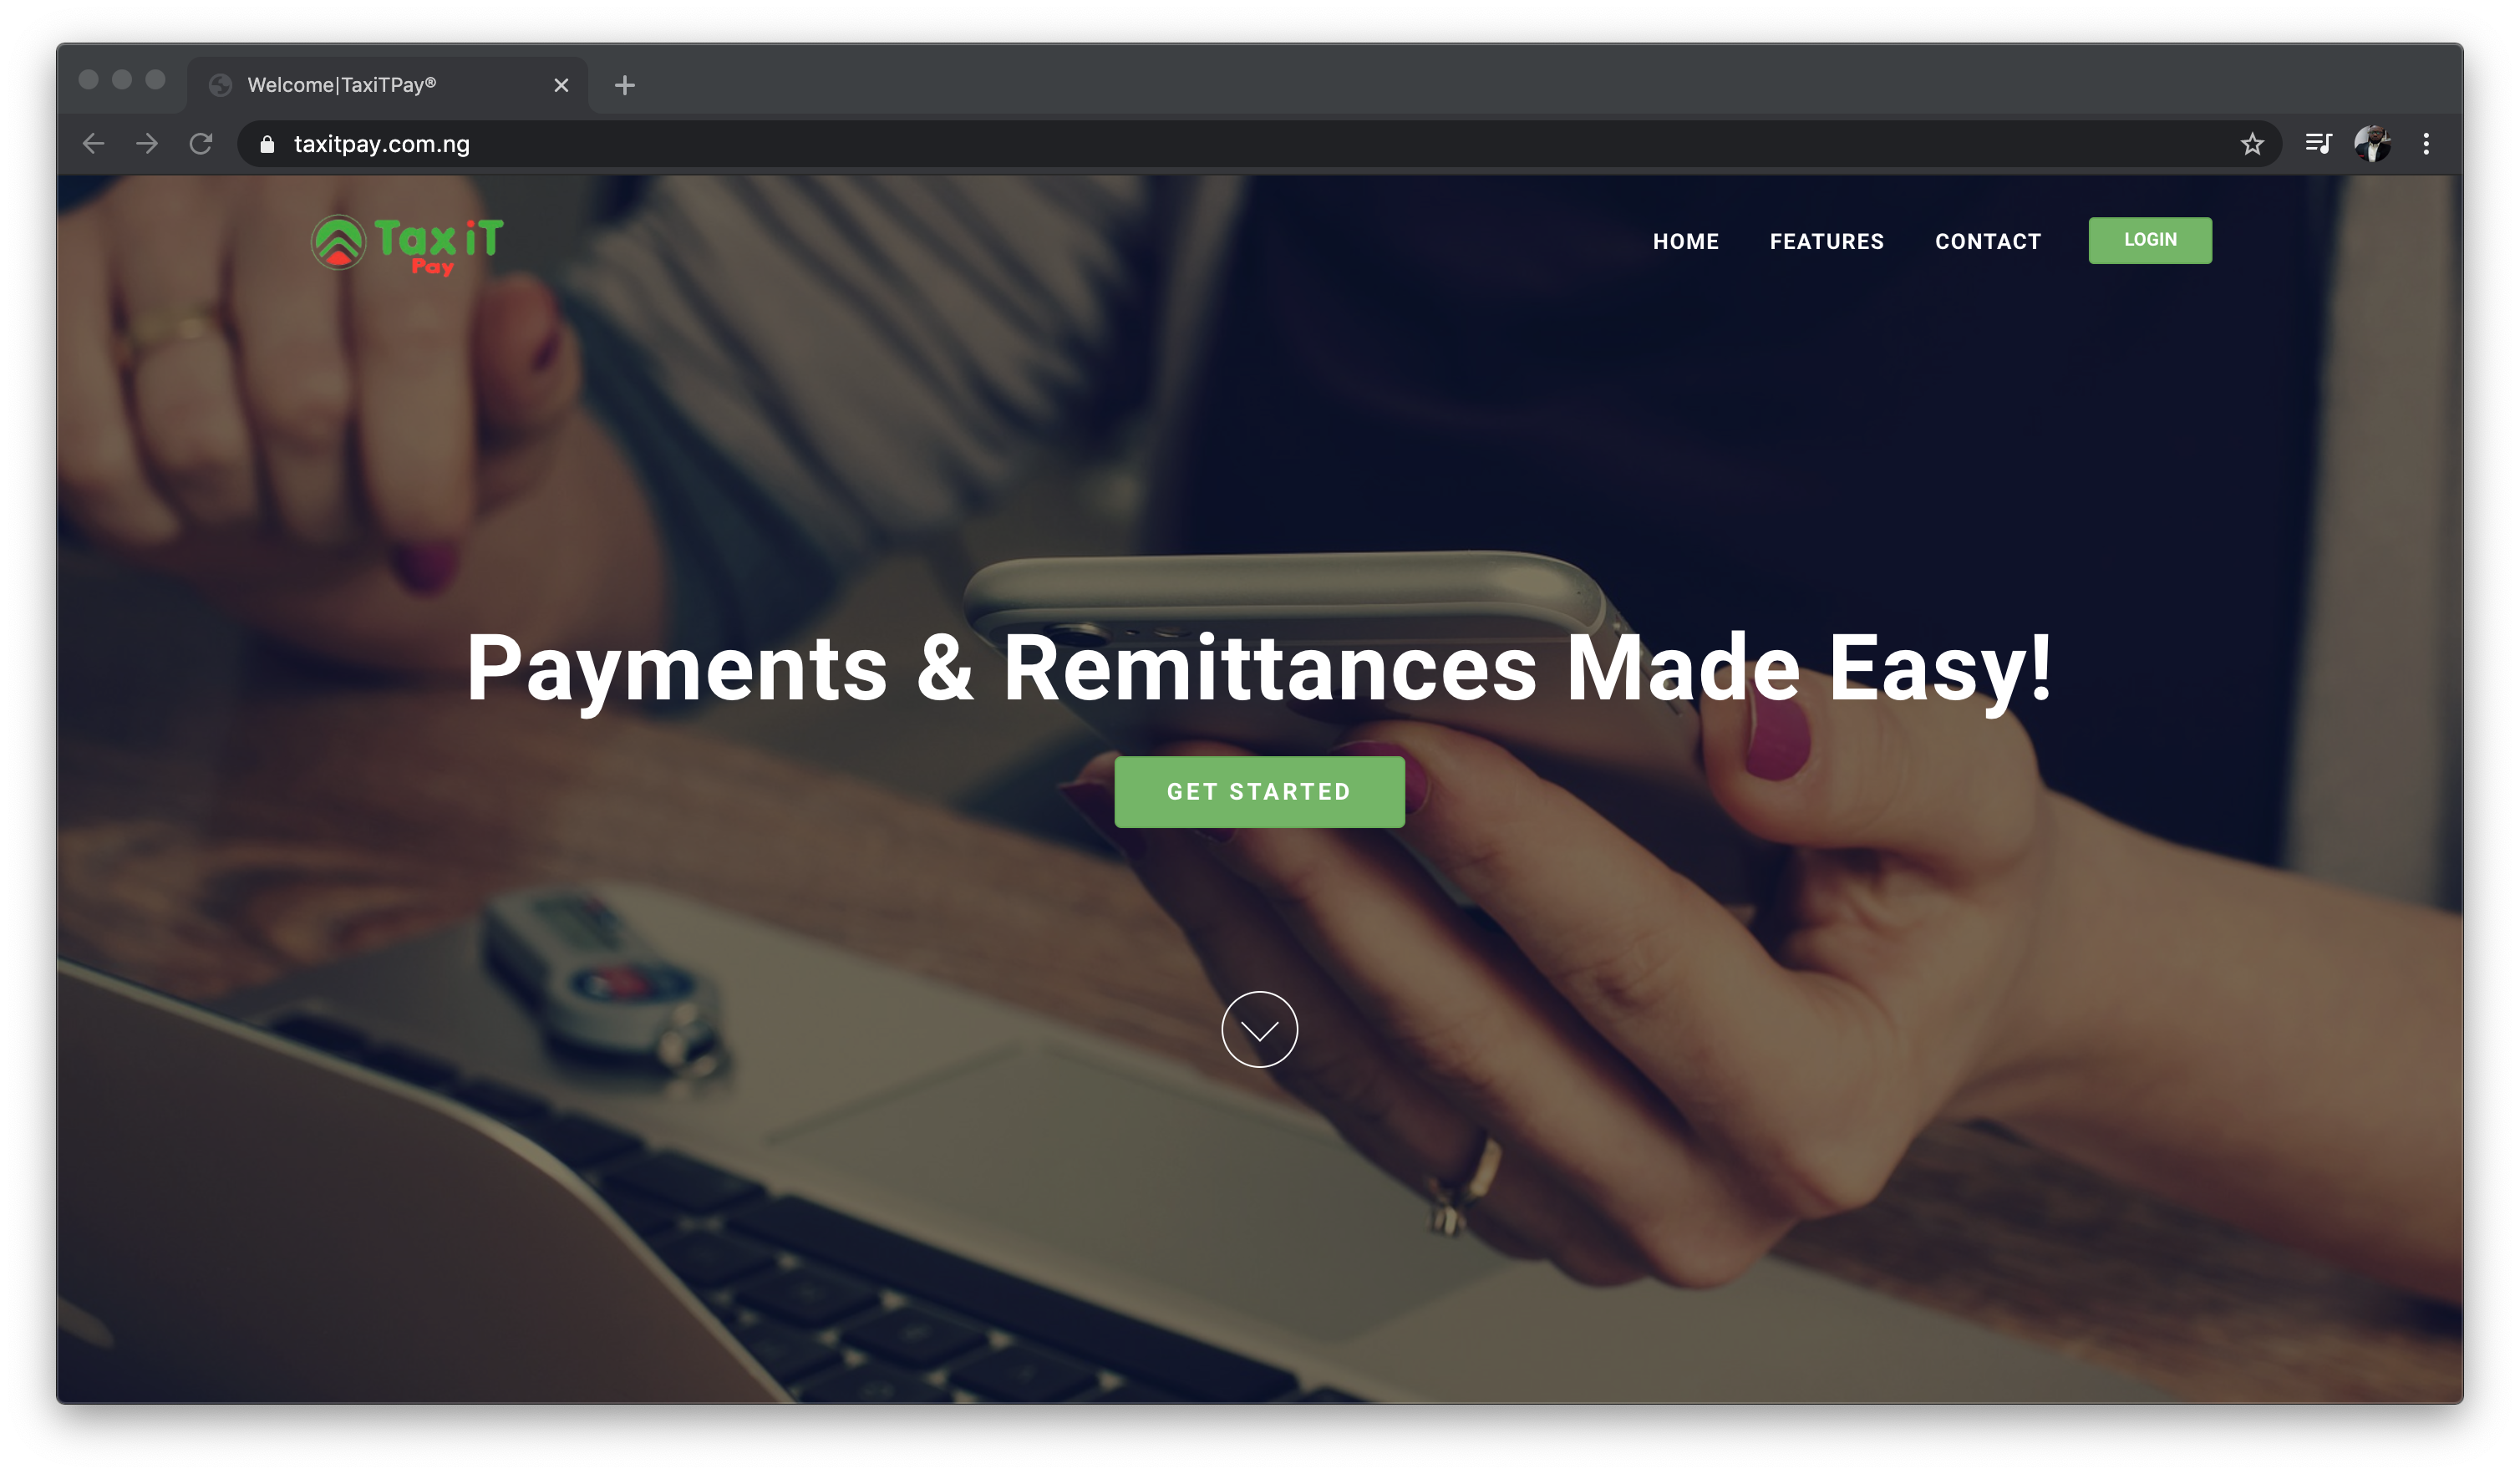 Welcome|TaxiTPay®
taxitpay.com.ng
Tax iT
Pay
HOME FEATURES CONTACT LOGIN
Payments & Remittances Made Easy!
GET STARTED